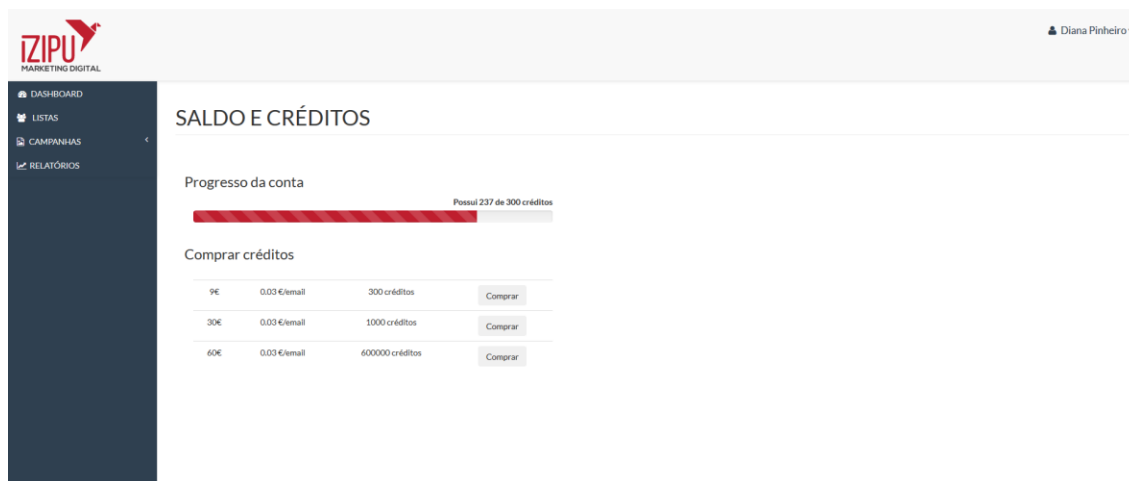 iZIPU
MARKETING DIGITAL
Diana Pinheiro
DASHBOARD
LISTAS
CAMPANHAS
RELATÓRIOS
SALDO E CRÉDITOS
Progresso da conta
Possui 237 de 300 créditos
Comprar créditos
9€ 0.03 €/email 300 créditos Comprar
30€ 0.03 €/email 1000 créditos Comprar
60€ 0.03 €/email 600000 créditos Comprar